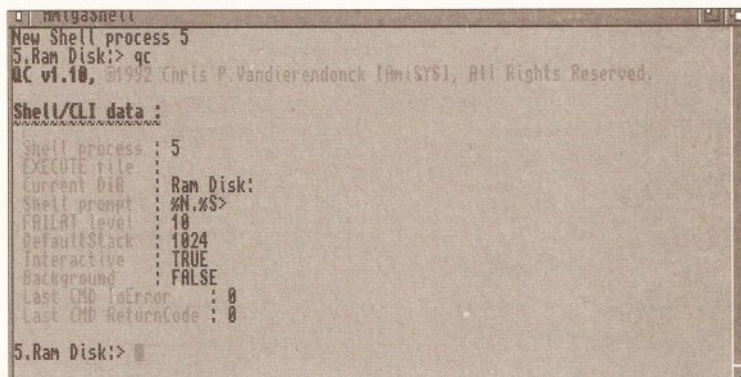 AmigaShell
New Shell process 5
5.Ram Disk:> qc
QC v1.10, ©1992 Chris P.Vandierendonck [AmiSYS], All Rights Reserved.
Shell/CLI data :
Shell process : 5
EXECUTE file :
Current DIR : Ram Disk:
Shell prompt : %N.%S>
FAILAT level : 10
DefaultStack : 1024
Interactive : TRUE
Background : FALSE
Last CMD IoError : 0
Last CMD ReturnCode : 0
5.Ram Disk:>